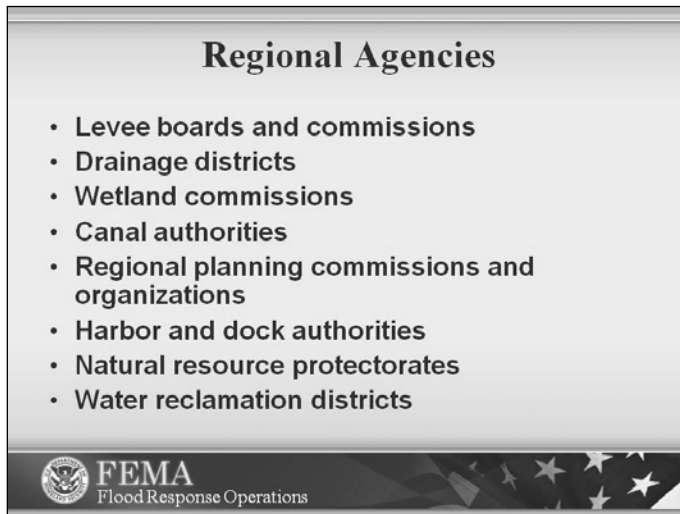 Regional Agencies
• Levee boards and commissions
• Drainage districts
• Wetland commissions
• Canal authorities
• Regional planning commissions and
organizations
• Harbor and dock authorities
• Natural resource protectorates
• Water reclamation districts
FEMA
Flood Response Operations